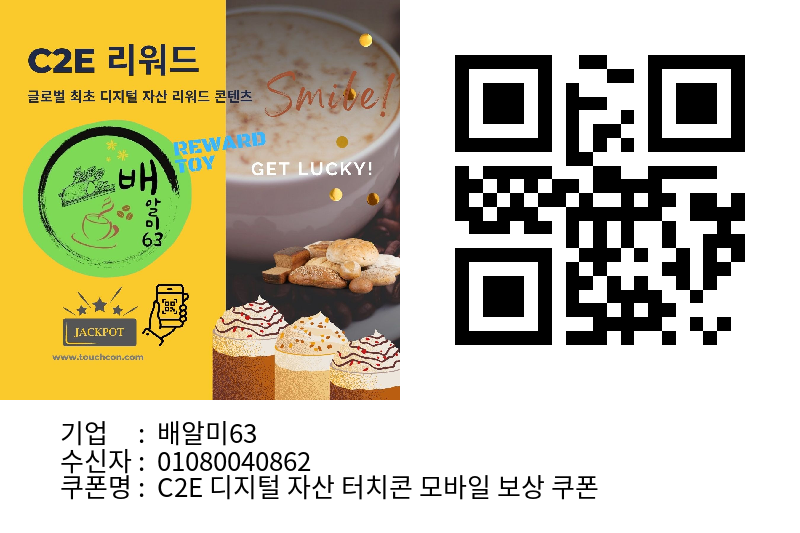 C2E 리워드
글로벌 최초 디지털 자산 리워드 콘텐츠
Smile!
REWARD
TOY
GET LUCKY!
배
알
미
63
JACKPOT
www.touchcon.com
기업 : 배알미63
수신자 : 01080040862
쿠폰명 : C2E 디지털 자산 터치콘 모바일 보상 쿠폰